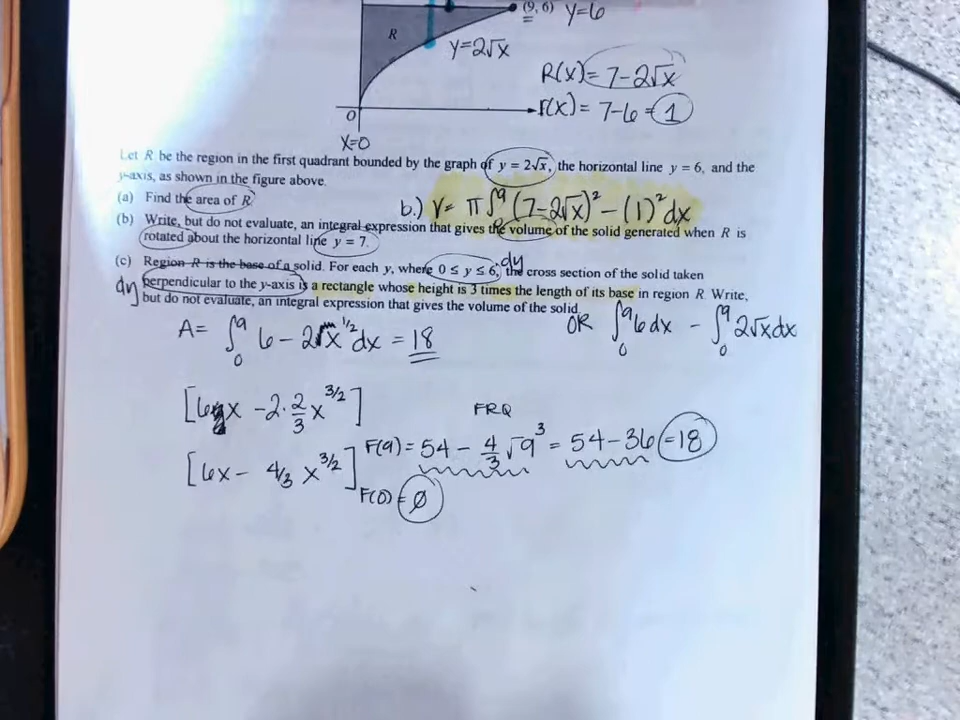 (9, 6) y=6
R
y=2√x
R(x)= 7-2√x
r(x)= 7-6 = 1
O
x=0
Let R be the region in the first quadrant bounded by the graph of y = 2√x, the horizontal line y = 6, and the
y-axis, as shown in the figure above.
(a) Find the area of R.
b.) V= π∫₀⁹ (7-2√x)² - (1)² dx
(b) Write, but do not evaluate, an integral expression that gives the volume of the solid generated when R is
rotated about the horizontal line y = 7.
dy
(c) Region R is the base of a solid. For each y, where 0 ≤ y ≤ 6, the cross section of the solid taken
dy perpendicular to the y-axis is a rectangle whose height is 3 times the length of its base in region R. Write,
but do not evaluate, an integral expression that gives the volume of the solid.
A= ∫₀⁹ 6 - 2x^1/2 dx = 18
OR ∫₀⁹ 6 dx - ∫₀⁹ 2√x dx
[6x - 2·2/3 x^3/2]
FRQ
[6x - 4/3 x^3/2] F(9) = 54 - 4/3 √9³ = 54-36 = 18
F(0) = ∅